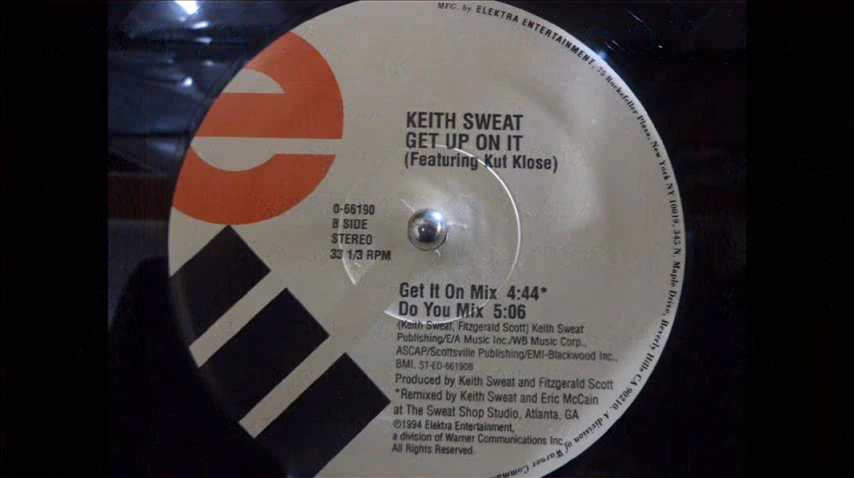 MFG. by ELEKTRA ENTERTAINMENT, 75 Rockefeller Plaza, New York NY 10019, 345 N. Maple Drive, Beverly Hills CA 90210. A division of Warner Commu
KEITH SWEAT
GET UP ON IT
(Featuring Kut Klose)
0-66190
B SIDE
STEREO
33 1/3 RPM
Get It On Mix 4:44*
Do You Mix 5:06
(Keith Sweat, Fitzgerald Scott) Keith Sweat
Publishing/E/A Music Inc./WB Music Corp.,
ASCAP/Scottsville Publishing/EMI-Blackwood Inc.,
BMI. ST-ED-66190B
Produced by Keith Sweat and Fitzgerald Scott
*Remixed by Keith Sweat and Eric McCain
at The Sweat Shop Studio, Atlanta, GA
©1994 Elektra Entertainment,
a division of Warner Communications Inc.
All Rights Reserved.